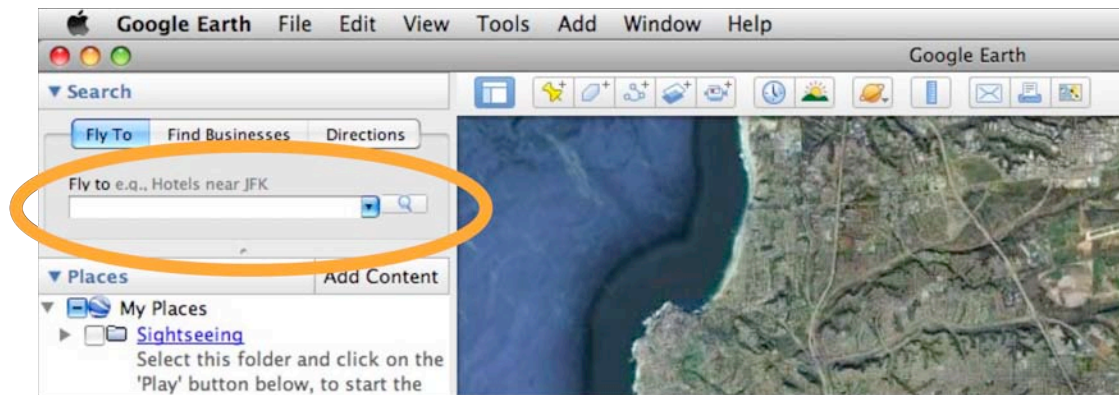 Google Earth File Edit View Tools Add Window Help
Google Earth
Search
Fly To Find Businesses Directions
Fly to e.g., Hotels near JFK
Places Add Content
My Places
Sightseeing
Select this folder and click on the
'Play' button below, to start the